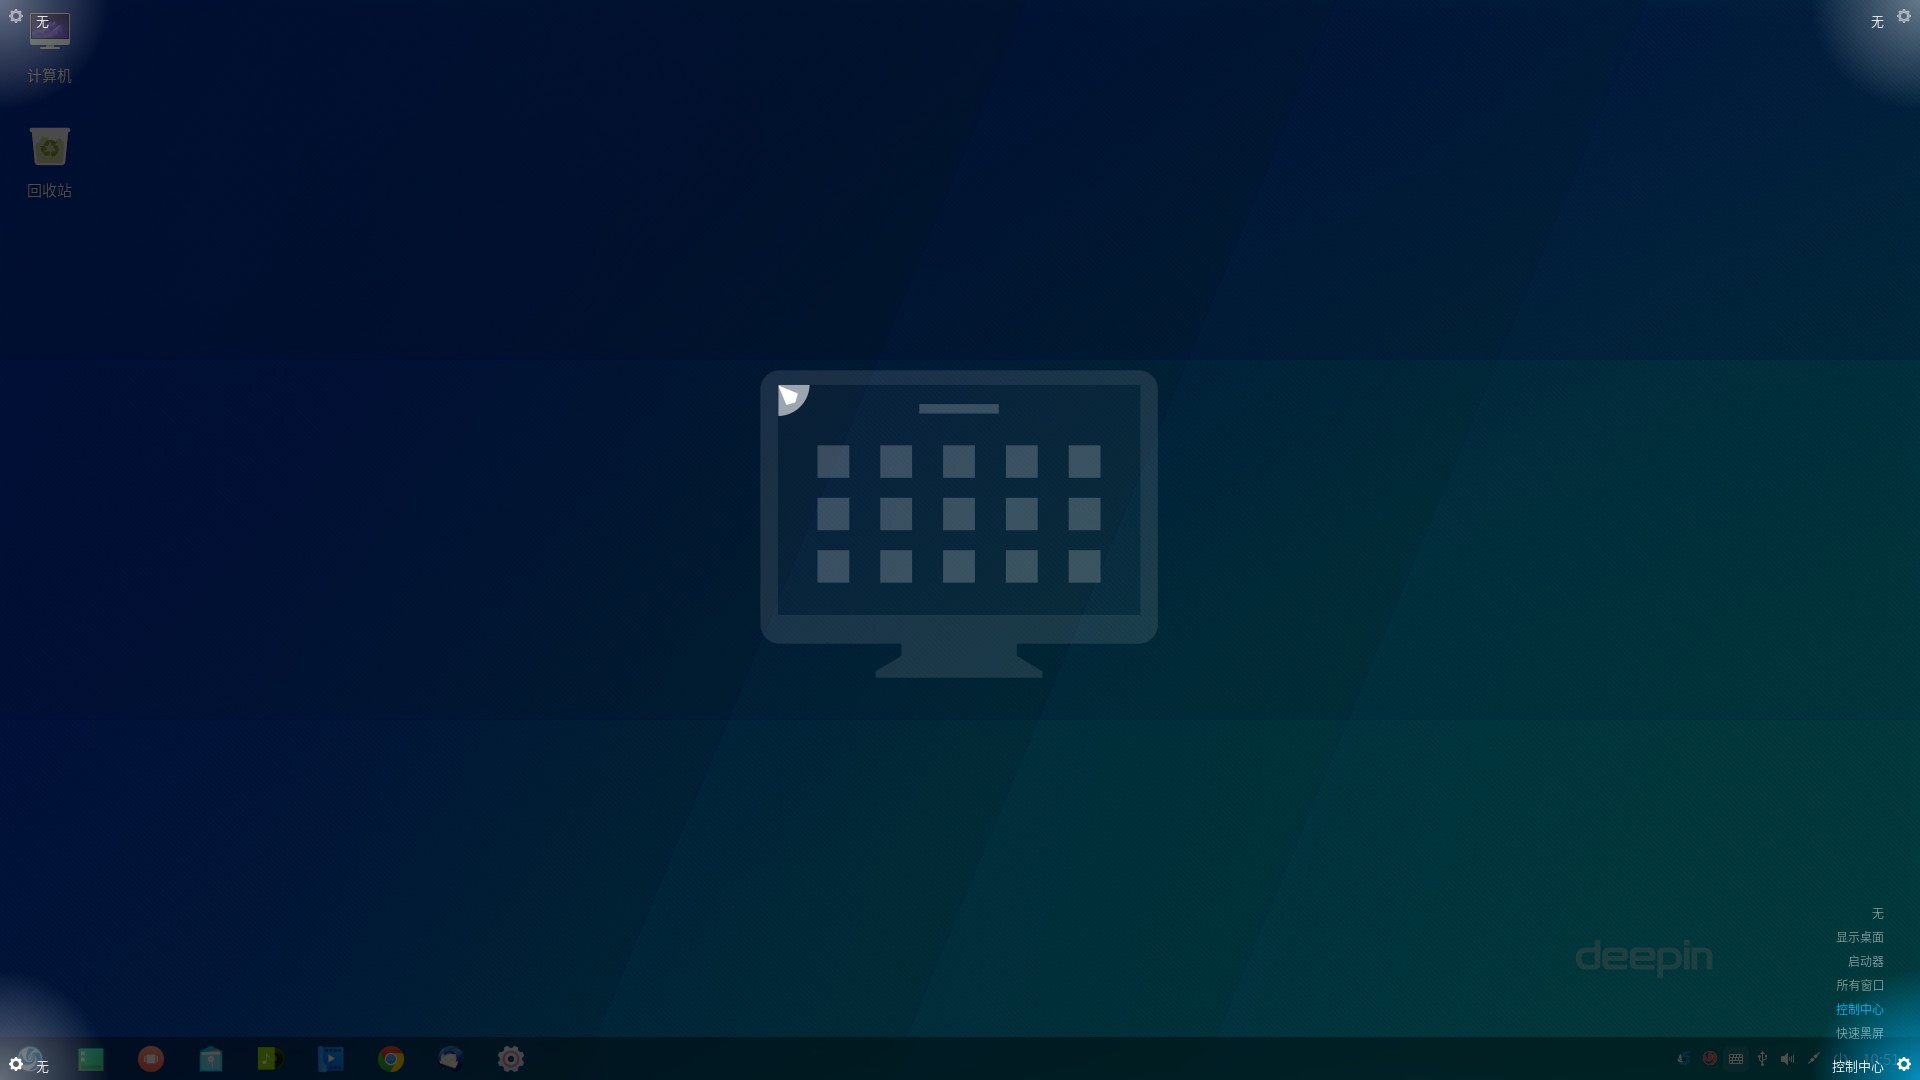 无
无
计算机
回收站
无
显示桌面
启动器
所有窗口
控制中心
快速黑屏
deepin
无
控制中心